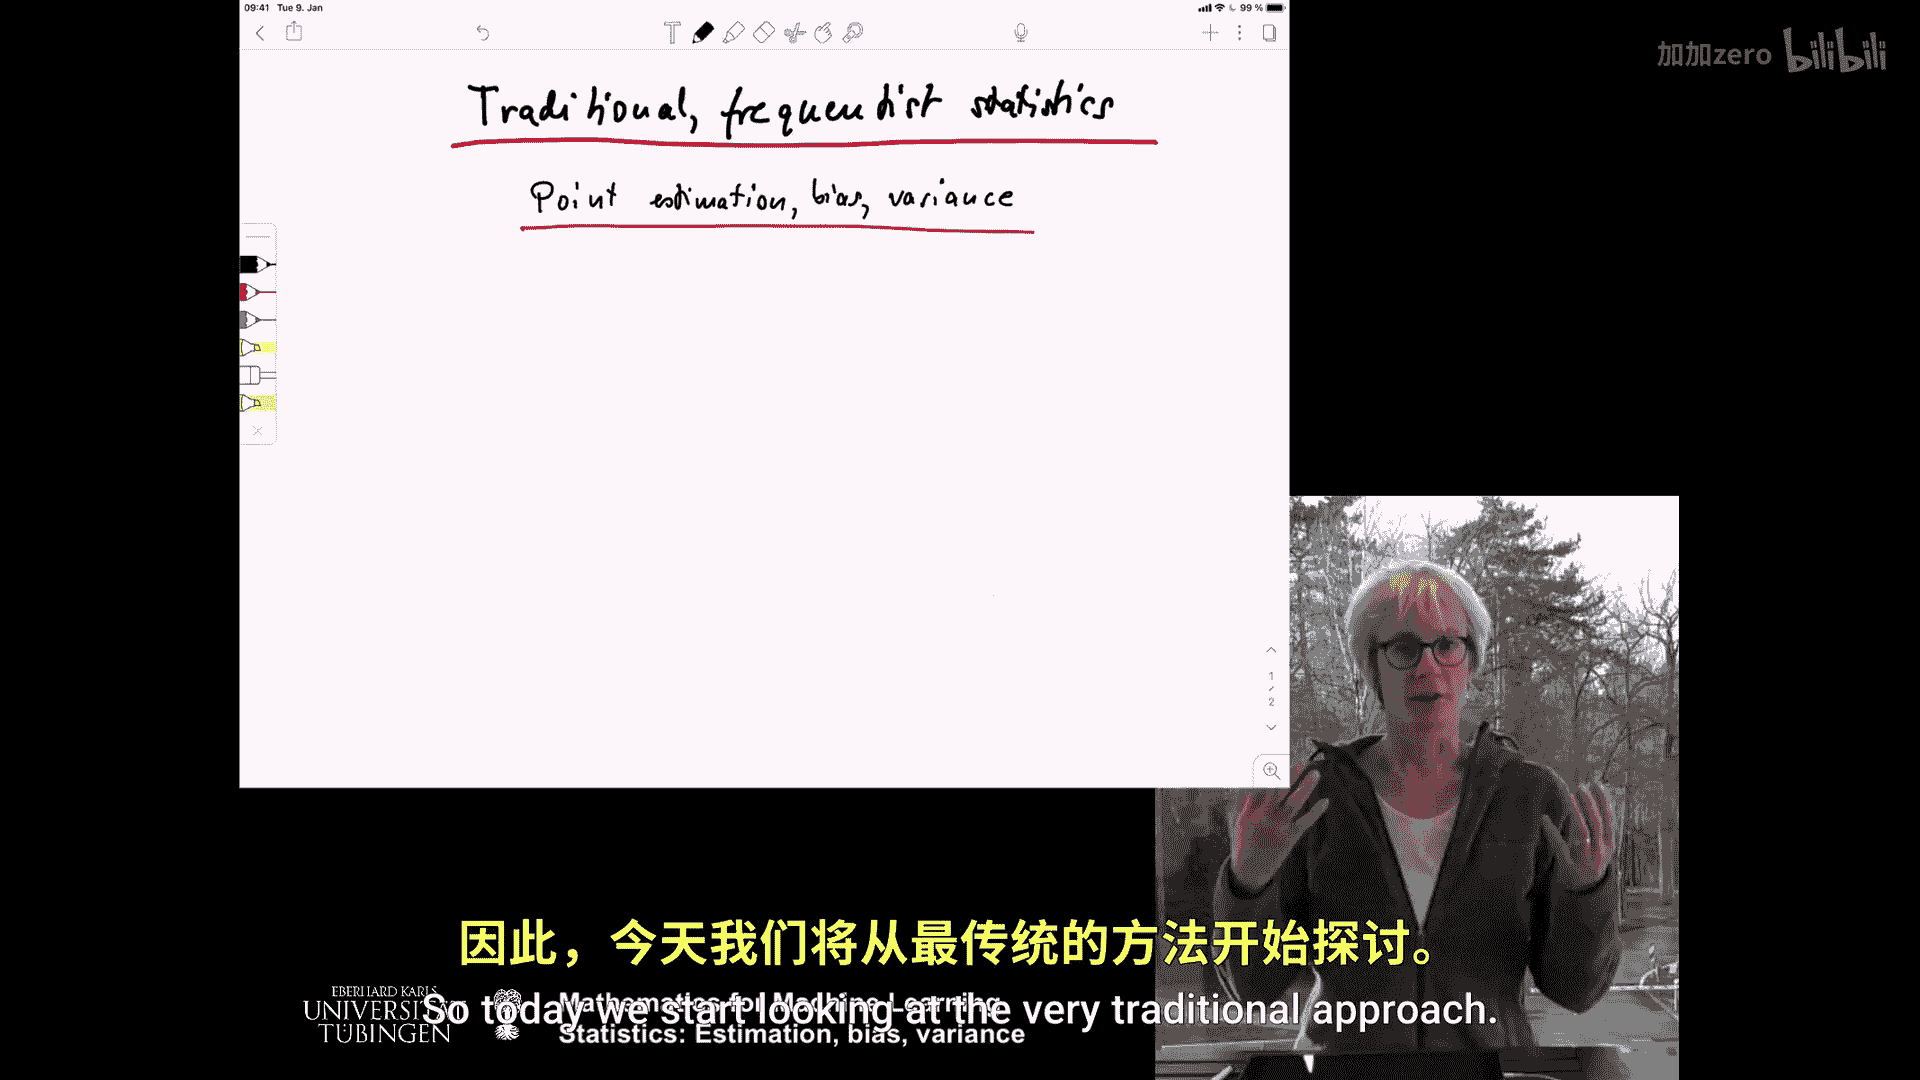 09:41 Tue 9. Jan
99 %
加加zero bilibili
Traditional, frequentist statistics
Point estimation, bias, variance
1
2
因此，今天我们将从最传统的方法开始探讨。
So today we start looking at the very traditional approach.
EBERHARD KARLS
UNIVERSITÄT
TÜBINGEN
Mathematics for Machine Learning
Statistics: Estimation, bias, variance